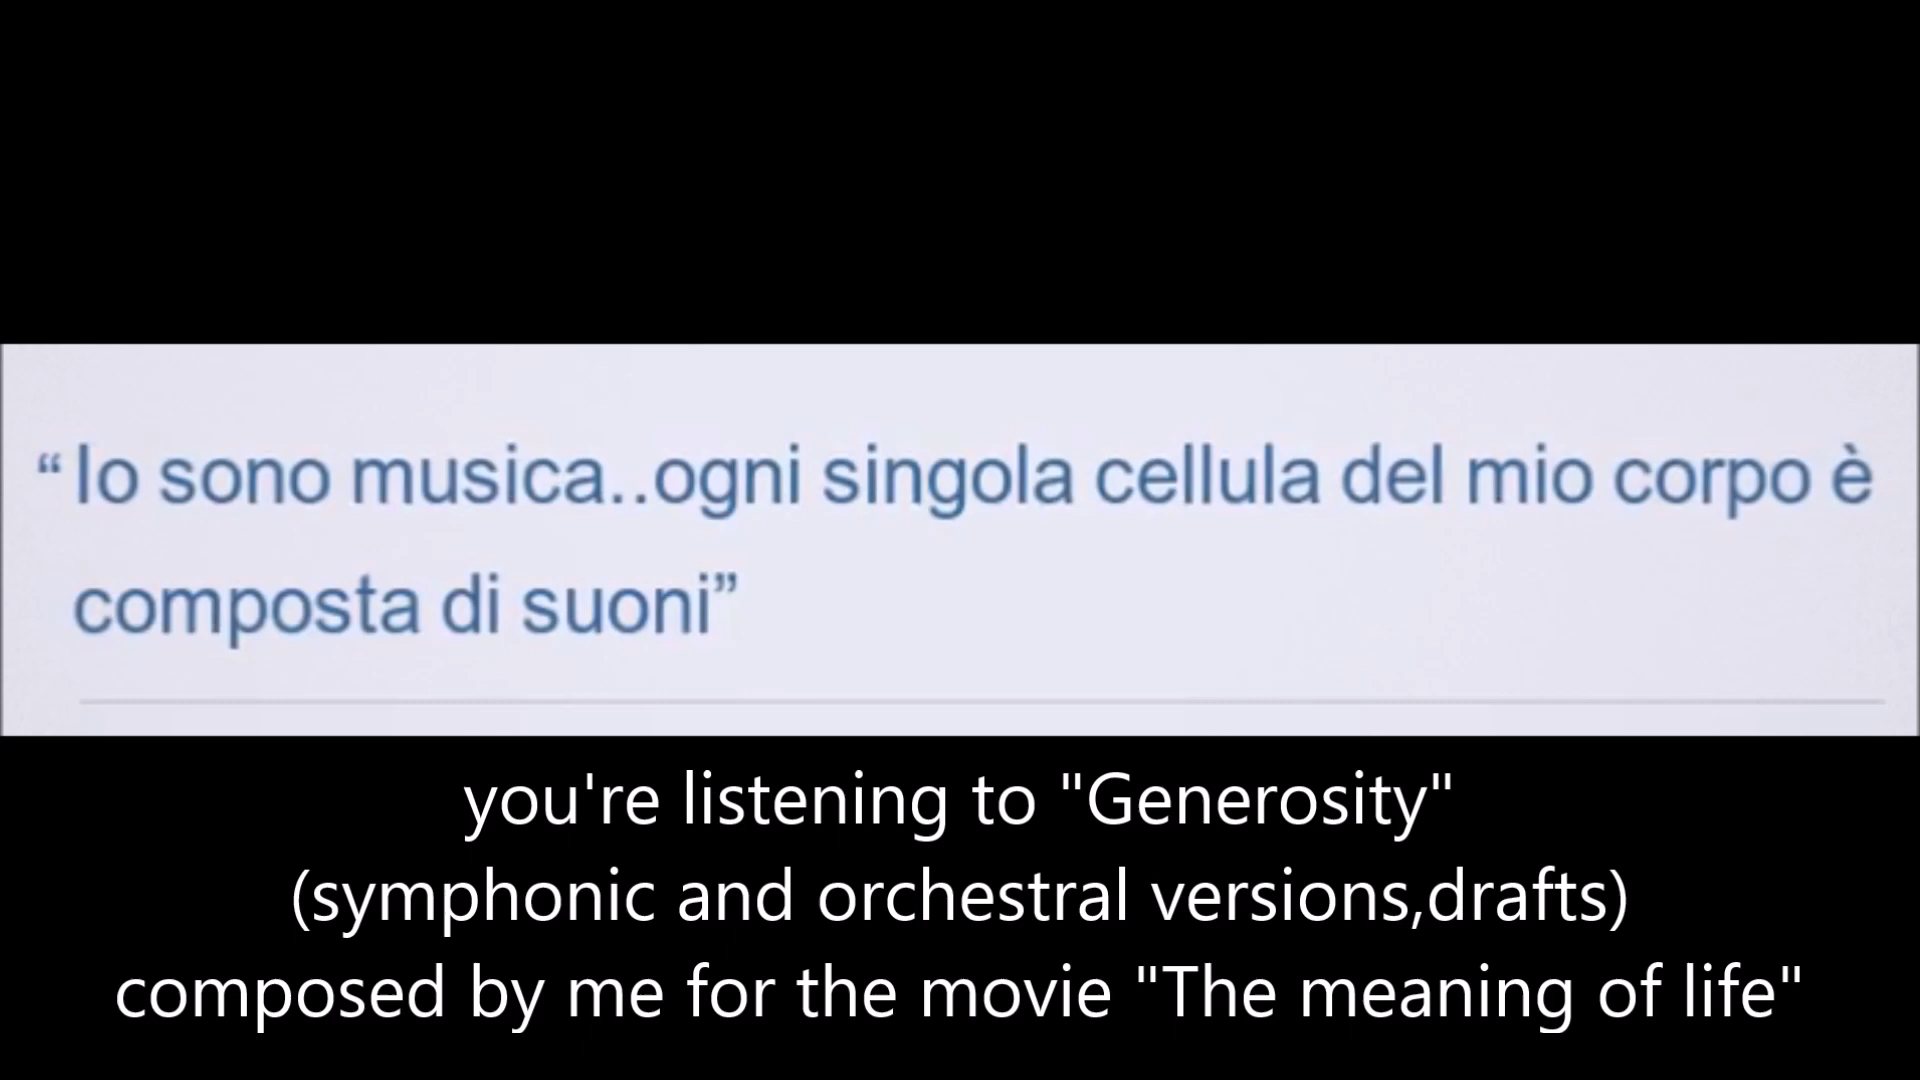 “Io sono musica..ogni singola cellula del mio corpo è
composta di suoni”
you're listening to "Generosity"
(symphonic and orchestral versions,drafts)
composed by me for the movie "The meaning of life"